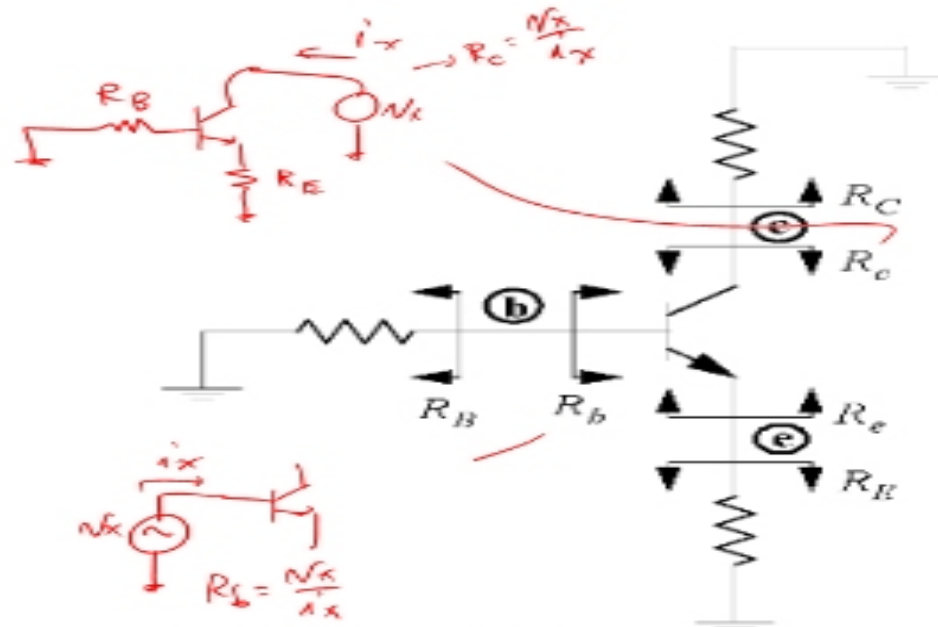 ix
→ Rc = vx/ix
RB
vx
RE
RC
c
Rc
b
RB
Rb
Re
e
RE
ix
vx
~
Rb = vx/ix